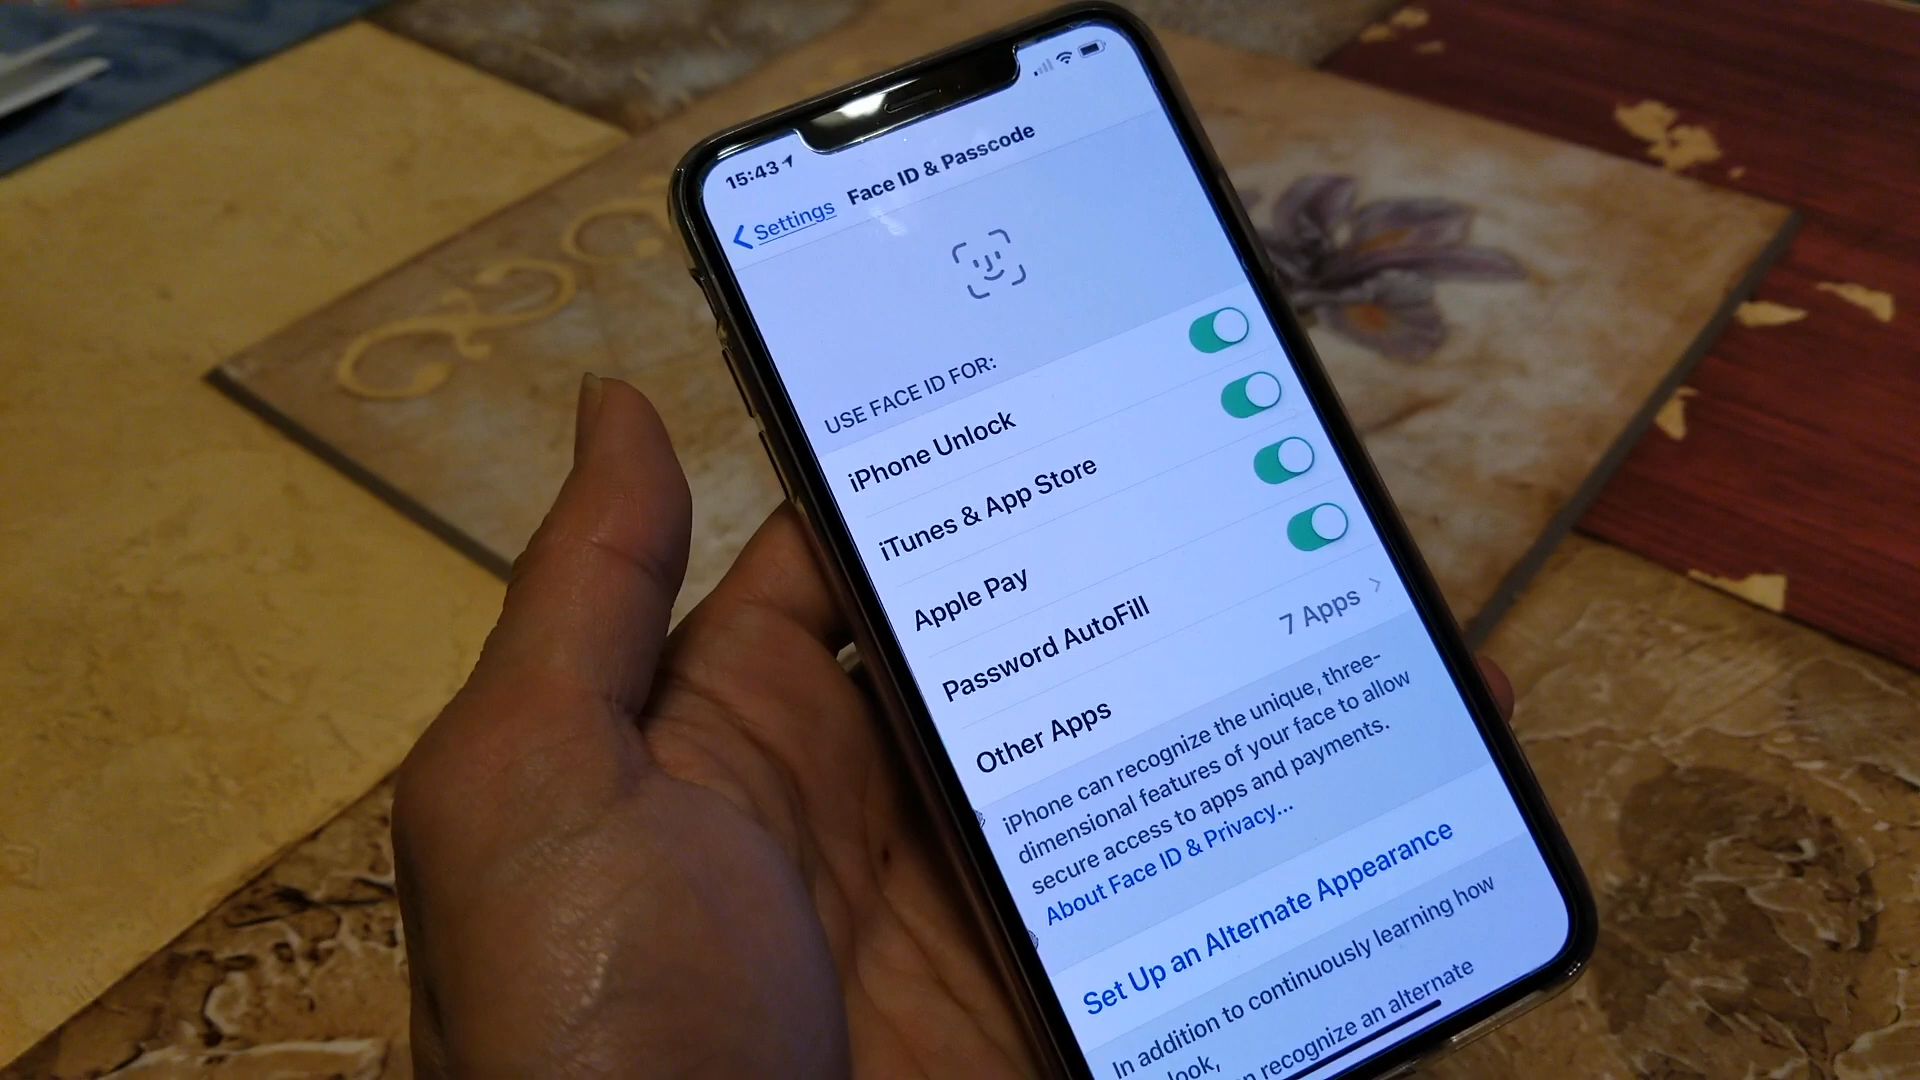 15:43
Settings
Face ID & Passcode
USE FACE ID FOR:
iPhone Unlock
iTunes & App Store
Apple Pay
Password AutoFill
Other Apps
7 Apps
iPhone can recognize the unique, three-
dimensional features of your face to allow
secure access to apps and payments.
About Face ID & Privacy...
Set Up an Alternate Appearance
In addition to continuously learning how
look,
recognize an alternate